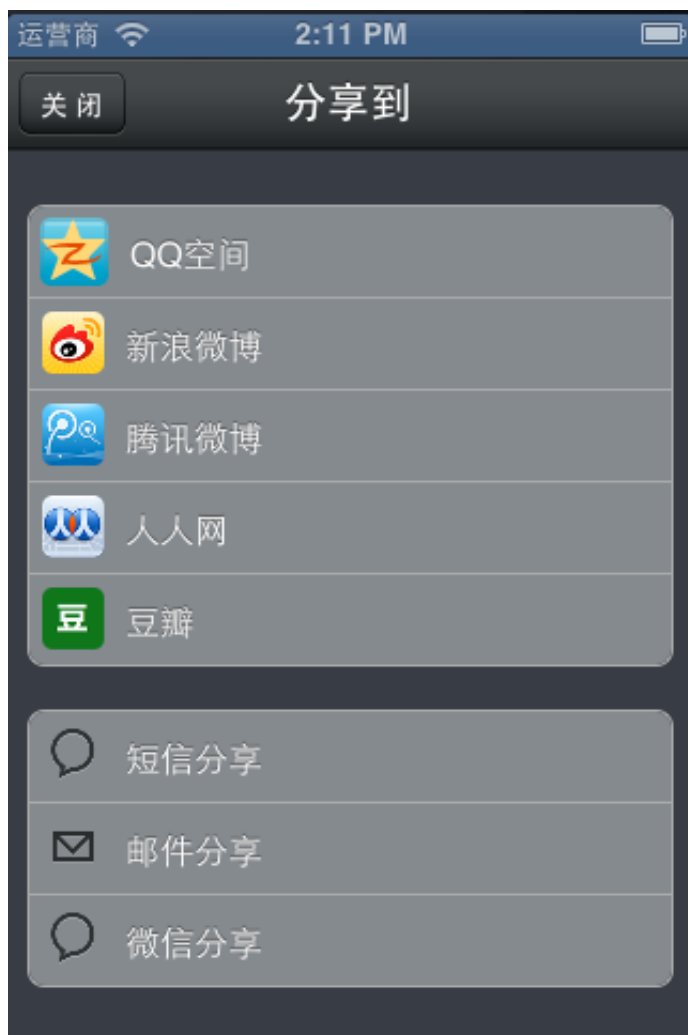 运营商 2:11 PM
关闭 分享到
QQ空间
新浪微博
腾讯微博
人人网
豆 豆瓣
短信分享
邮件分享
微信分享